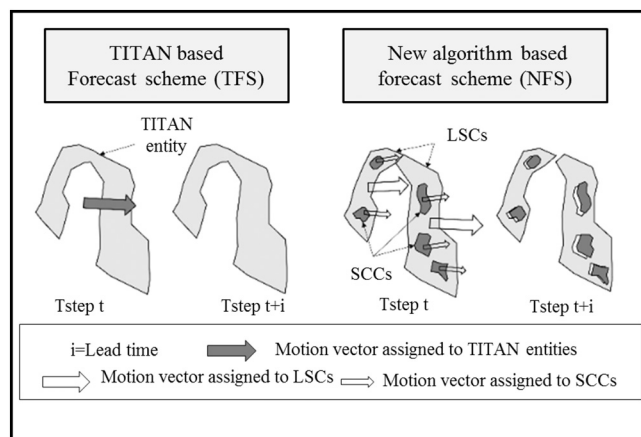 TITAN based
Forecast scheme (TFS)
New algorithm based
forecast scheme (NFS)
TITAN
entity
LSCs
SCCs
Tstep t
Tstep t+i
Tstep t
Tstep t+i
i=Lead time
Motion vector assigned to TITAN entities
Motion vector assigned to LSCs
Motion vector assigned to SCCs